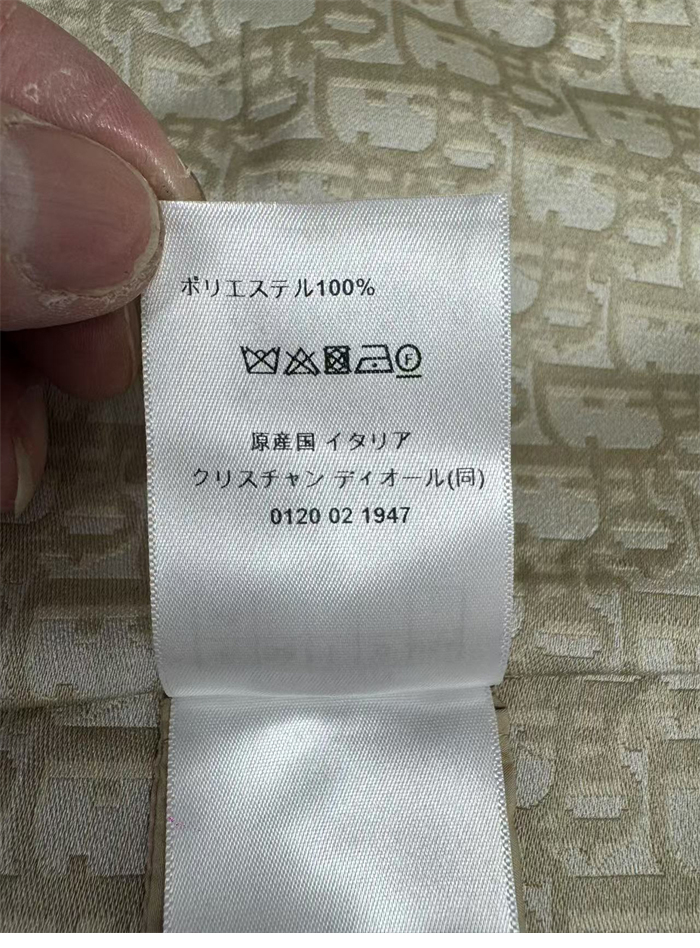 ポリエステル100%
F
原産国 イタリア
クリスチャン ディオール(同)
0120 02 1947